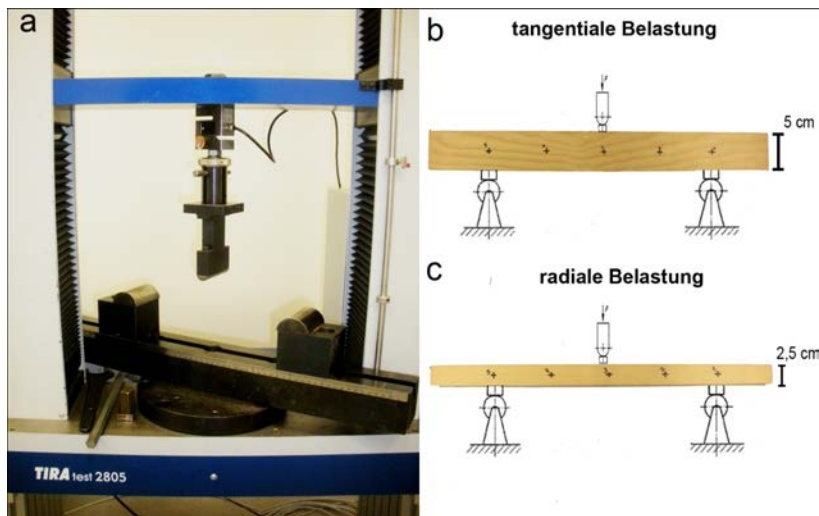 a
TIRA test 2805
b
tangentiale Belastung
5 cm
c
radiale Belastung
2,5 cm